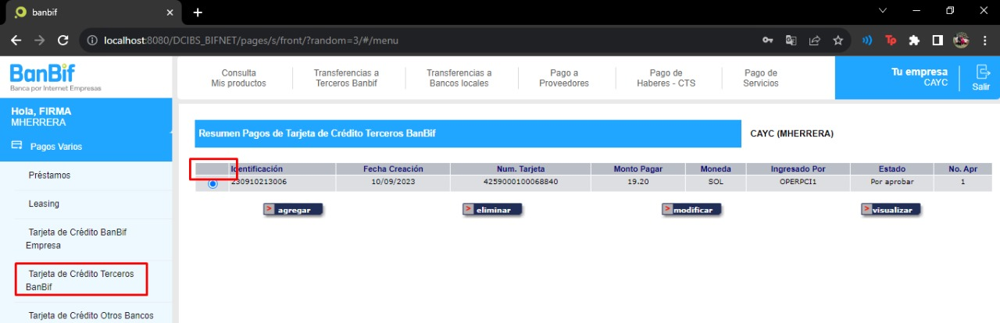 banbif
localhost:8080/DCIBS_BIFNET/pages/s/front/?random=3/#/menu
Tp
BanBif
Banca por Internet Empresas
Consulta
Mis productos
Transferencias a
Terceros Banbif
Transferencias a
Bancos locales
Pago a
Proveedores
Pago de
Haberes - CTS
Pago de
Servicios
Tu empresa
CAYC
Salir
Hola, FIRMA
MHERRERA
Pagos Varios
Préstamos
Leasing
Tarjeta de Crédito BanBif
Empresa
Tarjeta de Crédito Terceros
BanBif
Tarjeta de Crédito Otros Bancos
Resumen Pagos de Tarjeta de Crédito Terceros BanBif
CAYC (MHERRERA)
Identificación Fecha Creación Num. Tarjeta Monto Pagar Moneda Ingresado Por Estado No. Apr
230910213006 10/09/2023 4259000100068840 19.20 SOL OPERPCI1 Por aprobar 1
> agregar > eliminar > modificar > visualizar